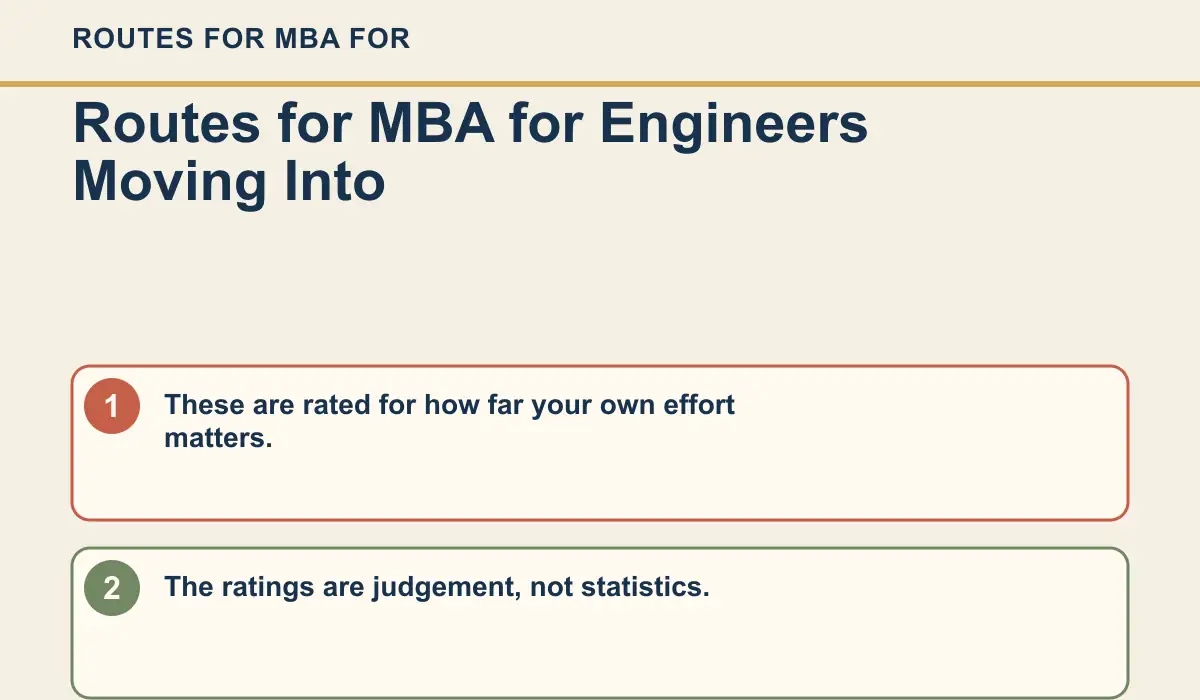 ROUTES FOR MBA FOR
Routes for MBA for Engineers
Moving Into
1
These are rated for how far your own effort
matters.
2
The ratings are judgement, not statistics.